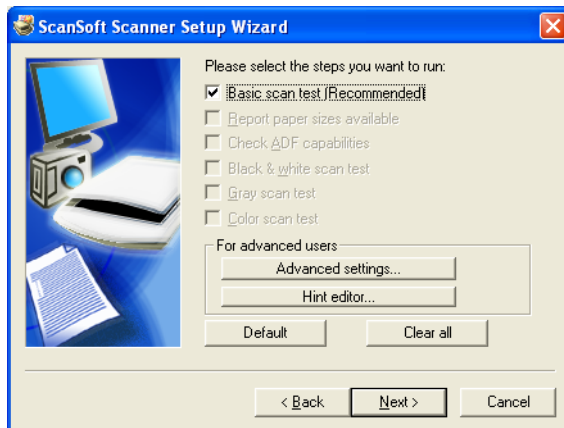 ScanSoft Scanner Setup Wizard
Please select the steps you want to run:
Basic scan test (Recommended)
Report paper sizes available
Check ADF capabilities
Black & white scan test
Gray scan test
Color scan test
For advanced users
Advanced settings...
Hint editor...
Default Clear all
< Back Next > Cancel